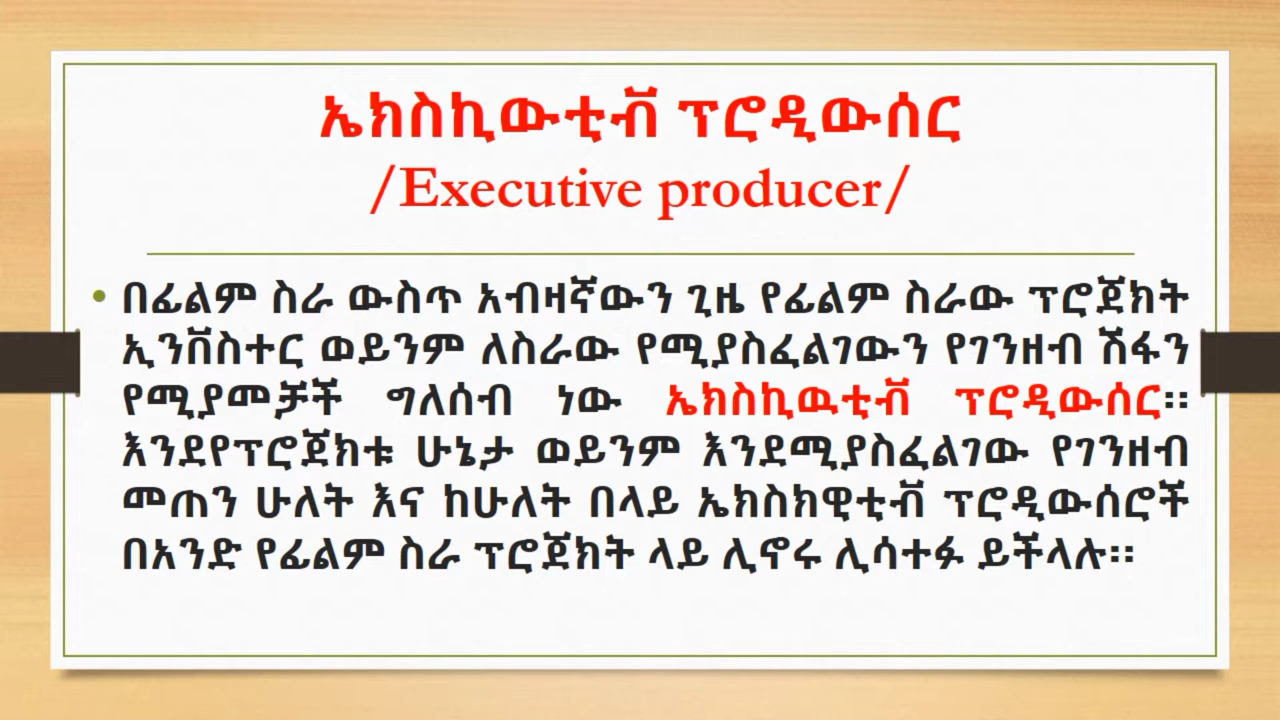 ኤክስኪውቲቭ ፕሮዲውሰር
/Executive producer/
• በፊልም ስራ ውስጥ አብዛኛውን ጊዜ የፊልም ስራው ፕሮጀክት
ኢንቨስተር ወይንም ለስራው የሚያስፈልገውን የገንዘብ ሽፋን
የሚያመቻች ግለሰብ ነው ኤክስኪዉቲቭ ፕሮዲውሰር፡፡
እንደየፕሮጀክቱ ሁኔታ ወይንም እንደሚያስፈልገው የገንዘብ
መጠን ሁለት እና ከሁለት በላይ ኤክስክዊቲቭ ፕሮዲውሰሮች
በአንድ የፊልም ስራ ፕሮጀክት ላይ ሊኖሩ ሊሳተፉ ይችላሉ፡፡